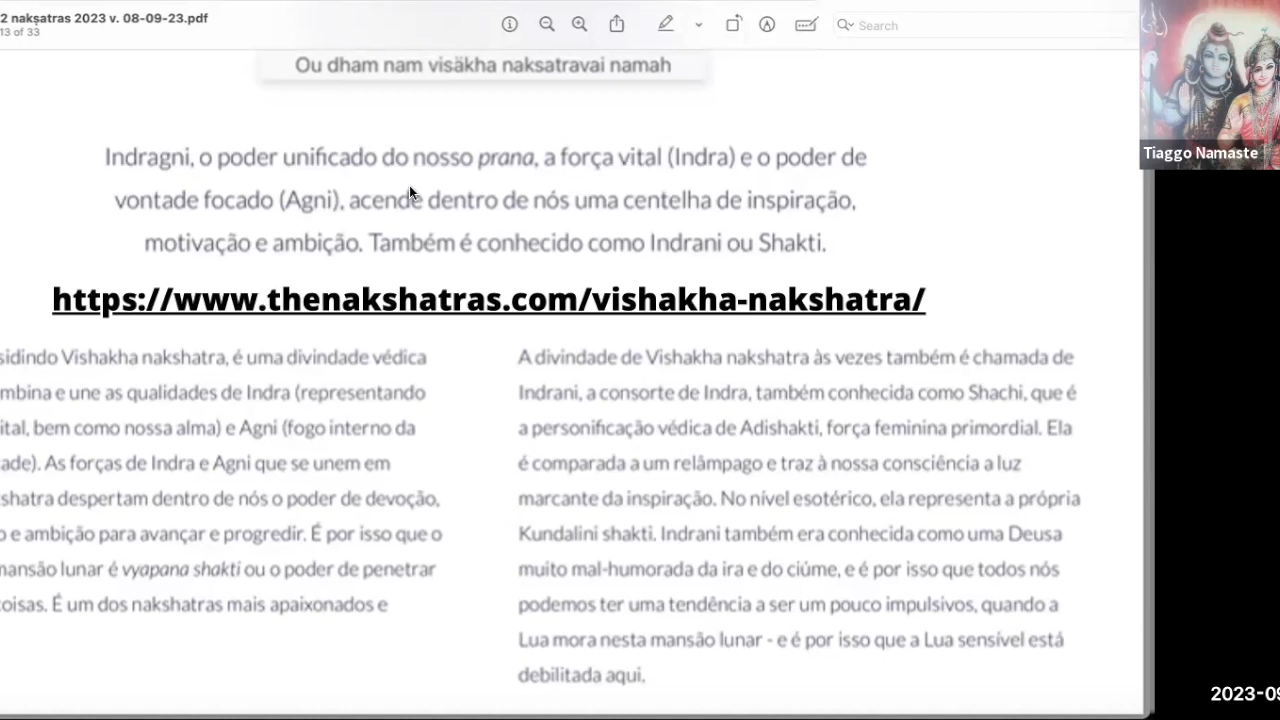 2 nakṣatras 2023 v. 08-09-23.pdf
13 of 33
Search
Tiaggo Namaste
Ou dham nam visäkha naksatravai namah
Indragni, o poder unificado do nosso prana, a força vital (Indra) e o poder de
vontade focado (Agni), acende dentro de nós uma centelha de inspiração,
motivação e ambição. Também é conhecido como Indrani ou Shakti.
https://www.thenakshatras.com/vishakha-nakshatra/
sidindo Vishakha nakshatra, é uma divindade védica
mbina e une as qualidades de Indra (representando
ital, bem como nossa alma) e Agni (fogo interno da
ade). As forças de Indra e Agni que se unem em
shatra despertam dentro de nós o poder de devoção,
o e ambição para avançar e progredir. É por isso que o
mansão lunar é vyapana shakti ou o poder de penetrar
coisas. É um dos nakshatras mais apaixonados e
A divindade de Vishakha nakshatra às vezes também é chamada de
Indrani, a consorte de Indra, também conhecida como Shachi, que é
a personificação védica de Adishakti, força feminina primordial. Ela
é comparada a um relâmpago e traz à nossa consciência a luz
marcante da inspiração. No nível esotérico, ela representa a própria
Kundalini shakti. Indrani também era conhecida como uma Deusa
muito mal-humorada da ira e do ciúme, e é por isso que todos nós
podemos ter uma tendência a ser um pouco impulsivos, quando a
Lua mora nesta mansão lunar - e é por isso que a Lua sensível está
debilitada aqui.
2023-09